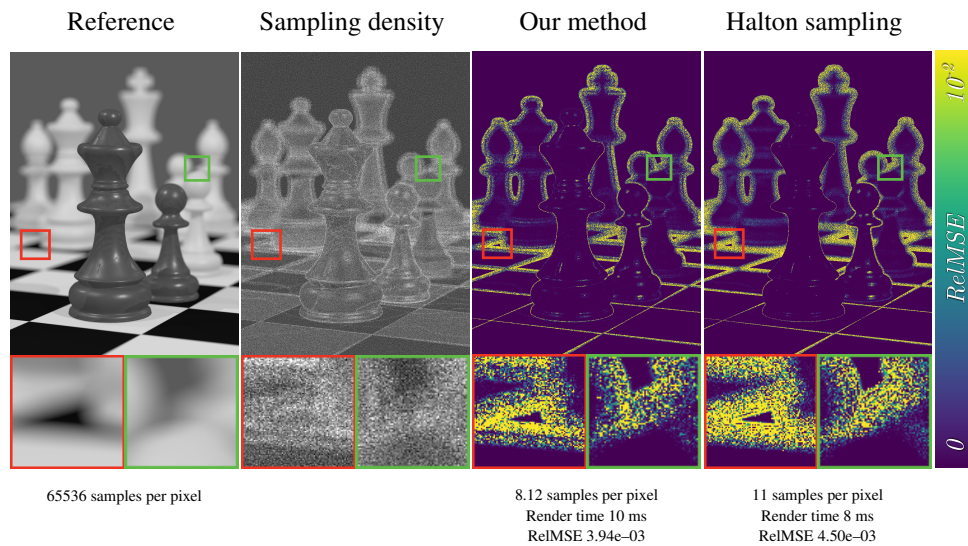 Reference
Sampling density
Our method
Halton sampling
10⁻²
RelMSE
0
65536 samples per pixel
8.12 samples per pixel
Render time 10 ms
RelMSE 3.94e–03
11 samples per pixel
Render time 8 ms
RelMSE 4.50e–03